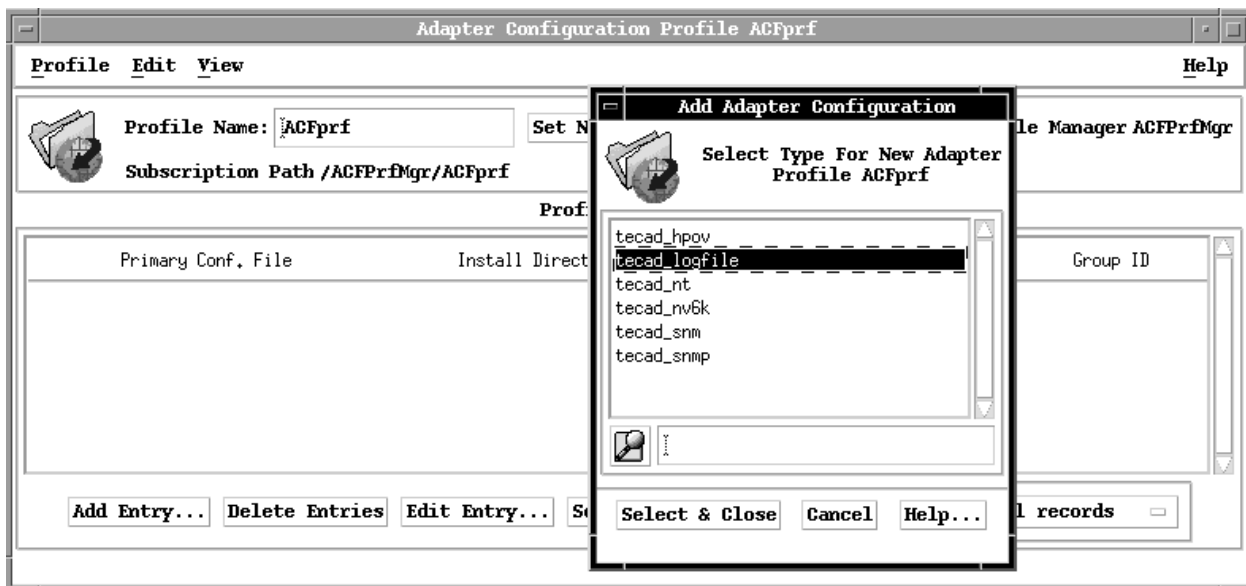 Adapter Configuration Profile ACFprf
Profile Edit View Help
Profile Name: ACFprf Set N
le Manager ACFPrfMgr
Subscription Path /ACFPrfMgr/ACFprf
Prof
Primary Conf. File Install Direct Group ID
Add Entry... Delete Entries Edit Entry... S
l records
Add Adapter Configuration
Select Type For New Adapter
Profile ACFprf
tecad_hpov
tecad_logfile
tecad_nt
tecad_nv6k
tecad_snm
tecad_snmp
Select & Close Cancel Help...